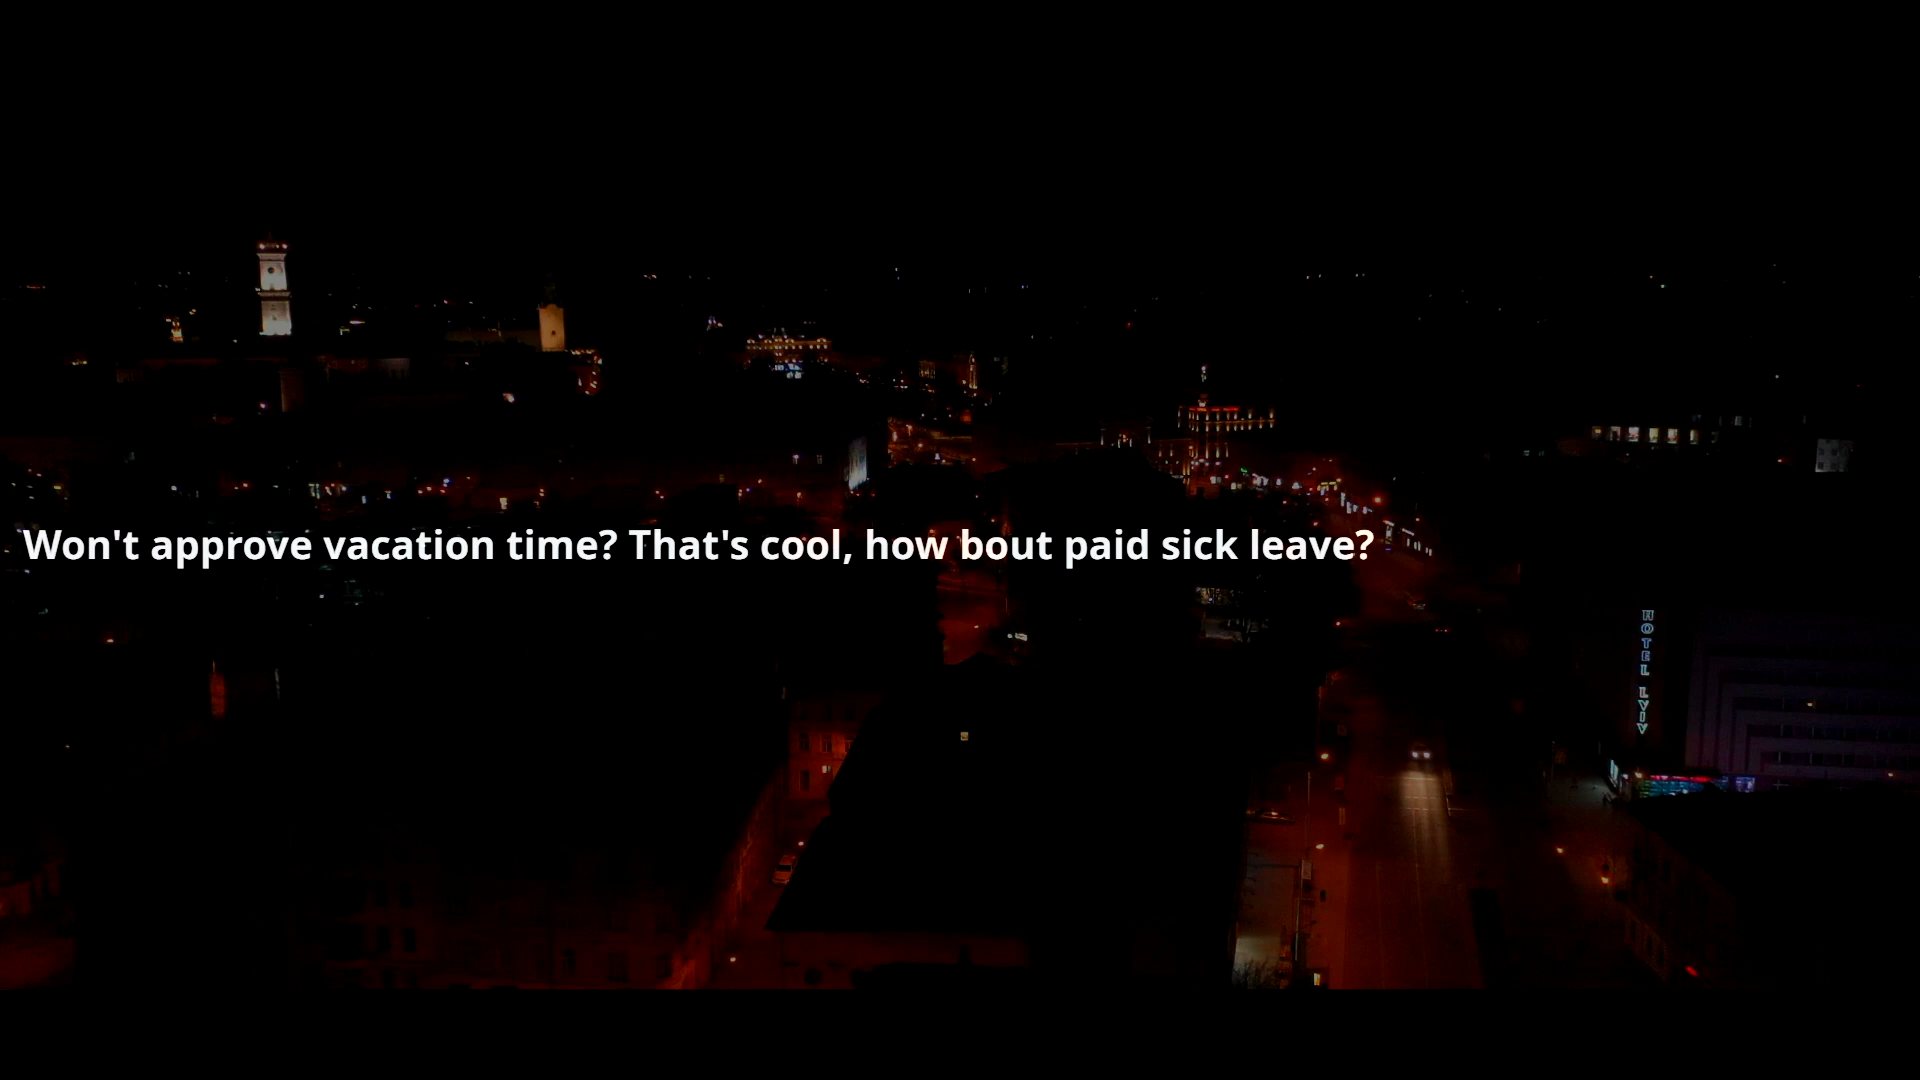 Won't approve vacation time? That's cool, how bout paid sick leave?
HOTEL LVIV